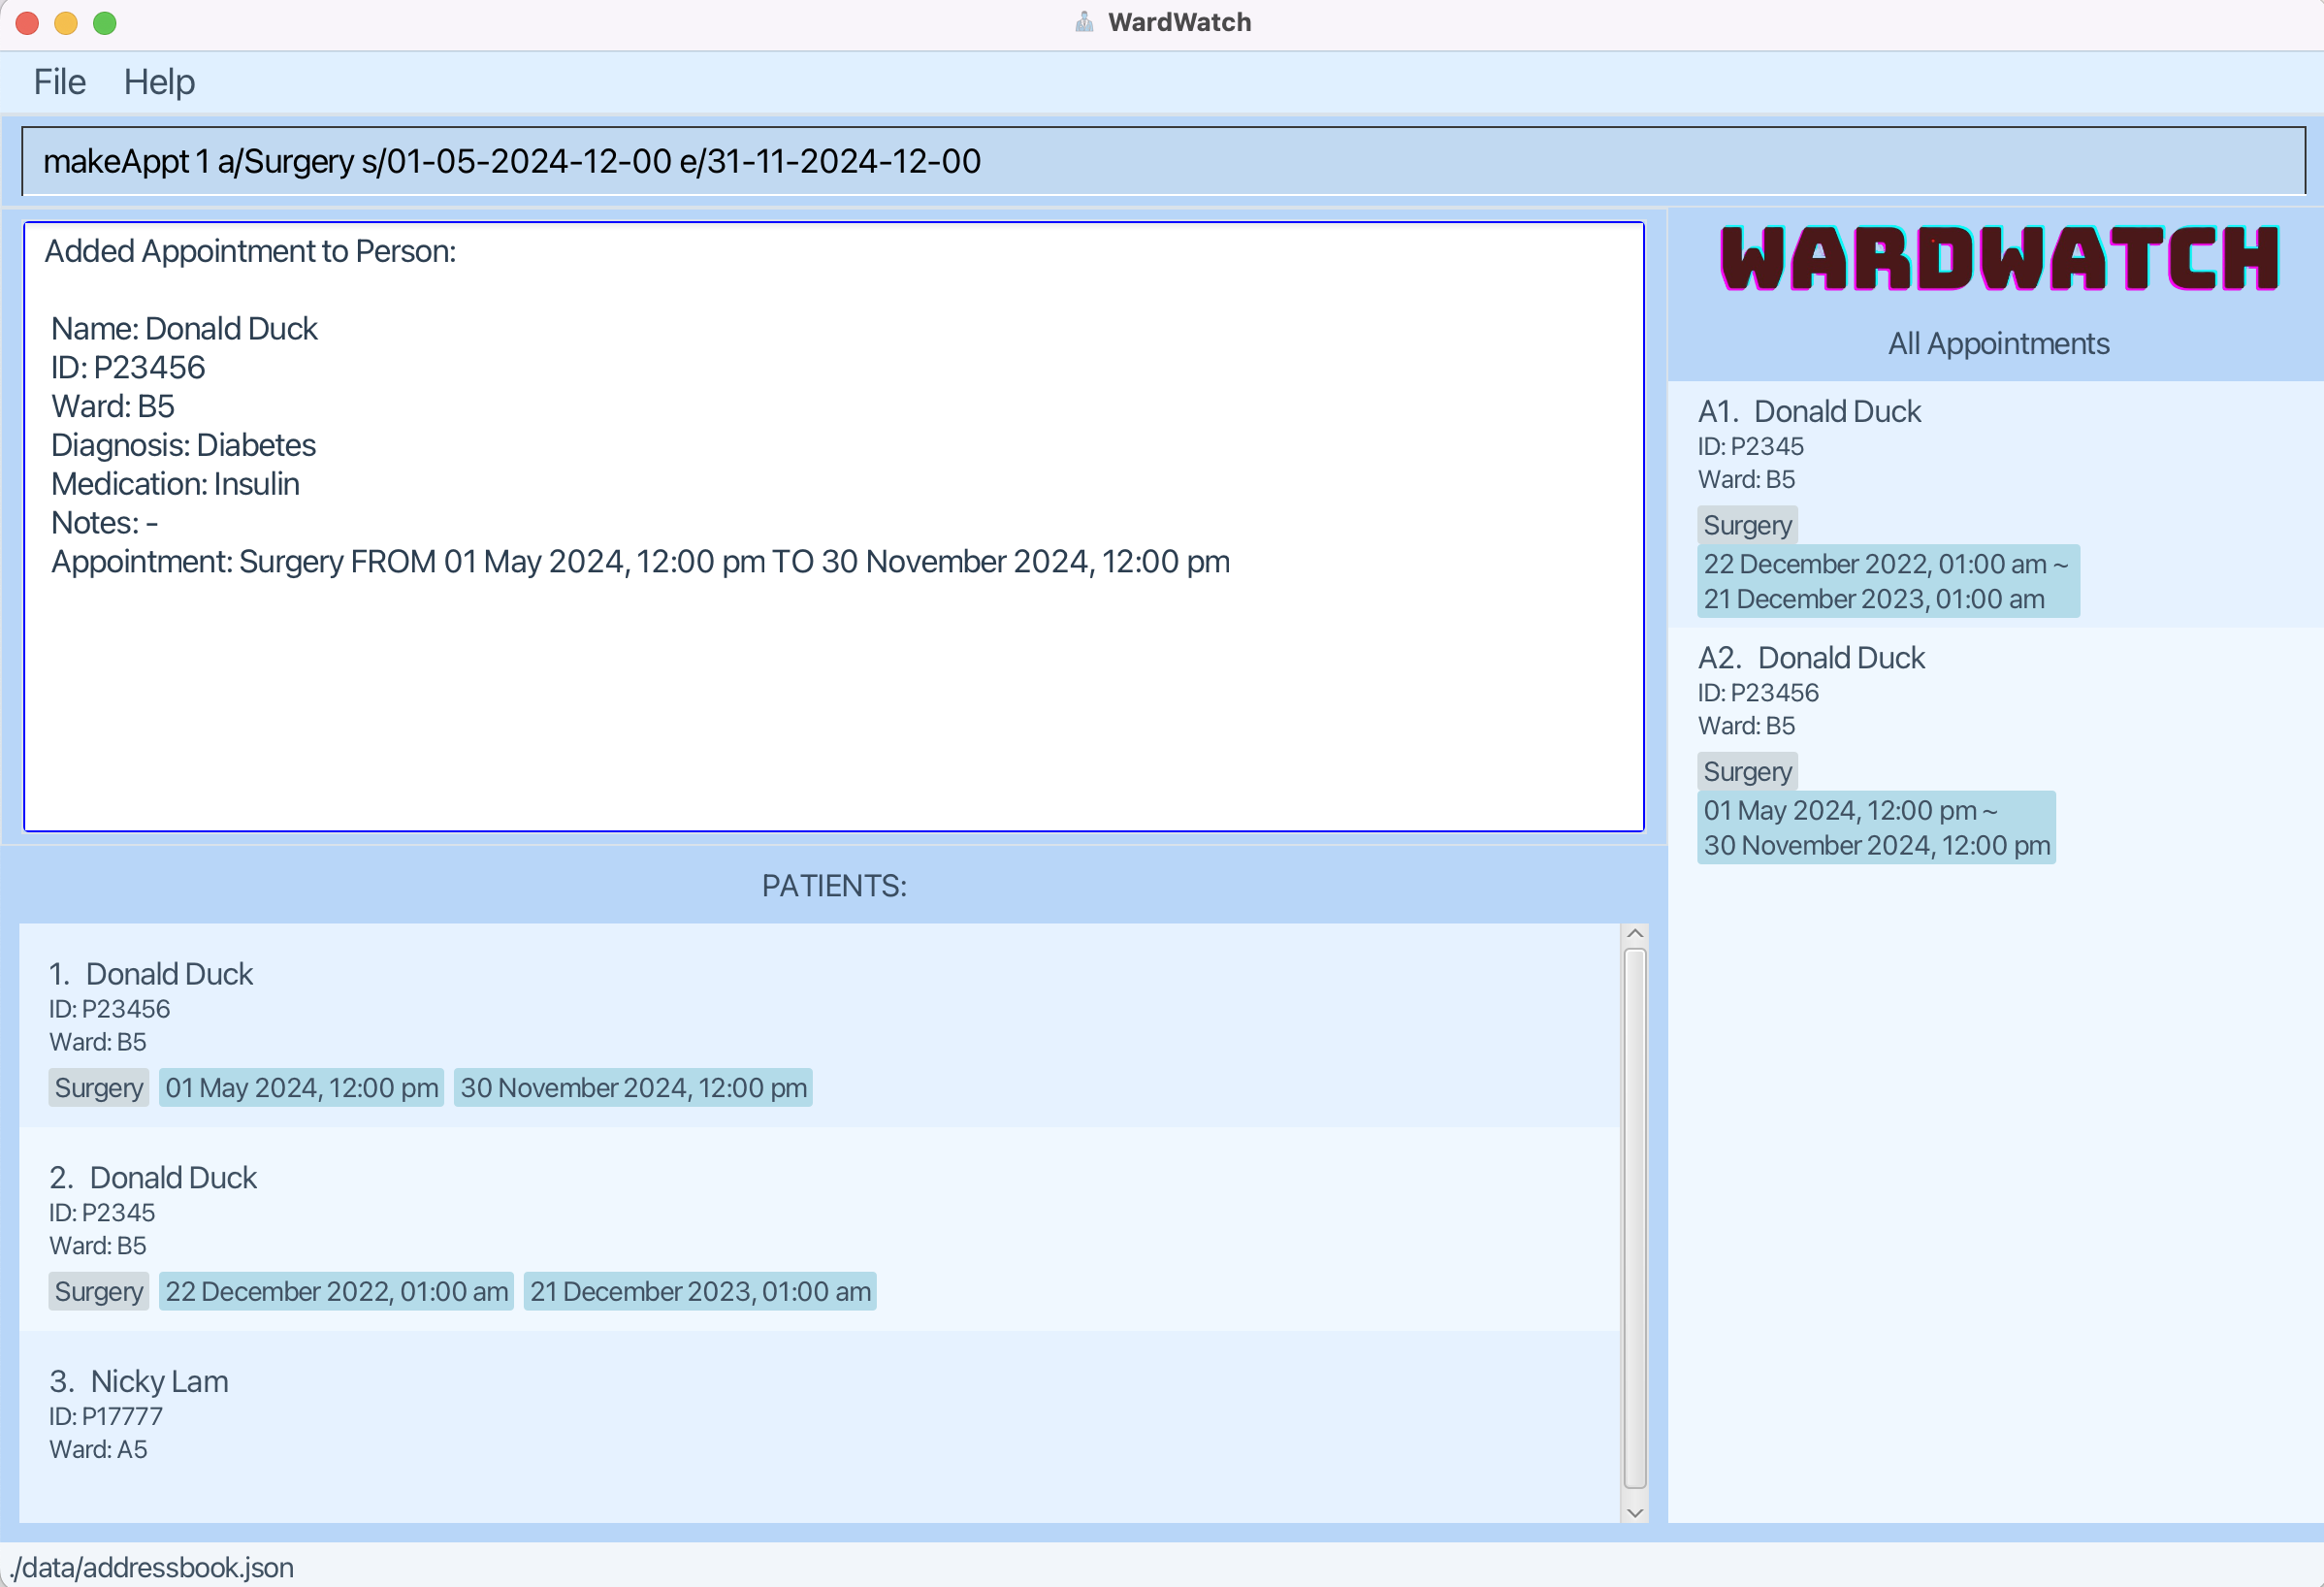 WardWatch
File Help
makeAppt 1 a/Surgery s/01-05-2024-12-00 e/31-11-2024-12-00
Added Appointment to Person:
Name: Donald Duck
ID: P23456
Ward: B5
Diagnosis: Diabetes
Medication: Insulin
Notes: -
Appointment: Surgery FROM 01 May 2024, 12:00 pm TO 30 November 2024, 12:00 pm
WARDWATCH
All Appointments
A1. Donald Duck
ID: P2345
Ward: B5
Surgery
22 December 2022, 01:00 am ~
21 December 2023, 01:00 am
A2. Donald Duck
ID: P23456
Ward: B5
Surgery
01 May 2024, 12:00 pm ~
30 November 2024, 12:00 pm
PATIENTS:
1. Donald Duck
ID: P23456
Ward: B5
Surgery 01 May 2024, 12:00 pm 30 November 2024, 12:00 pm
2. Donald Duck
ID: P2345
Ward: B5
Surgery 22 December 2022, 01:00 am 21 December 2023, 01:00 am
3. Nicky Lam
ID: P17777
Ward: A5
./data/addressbook.json